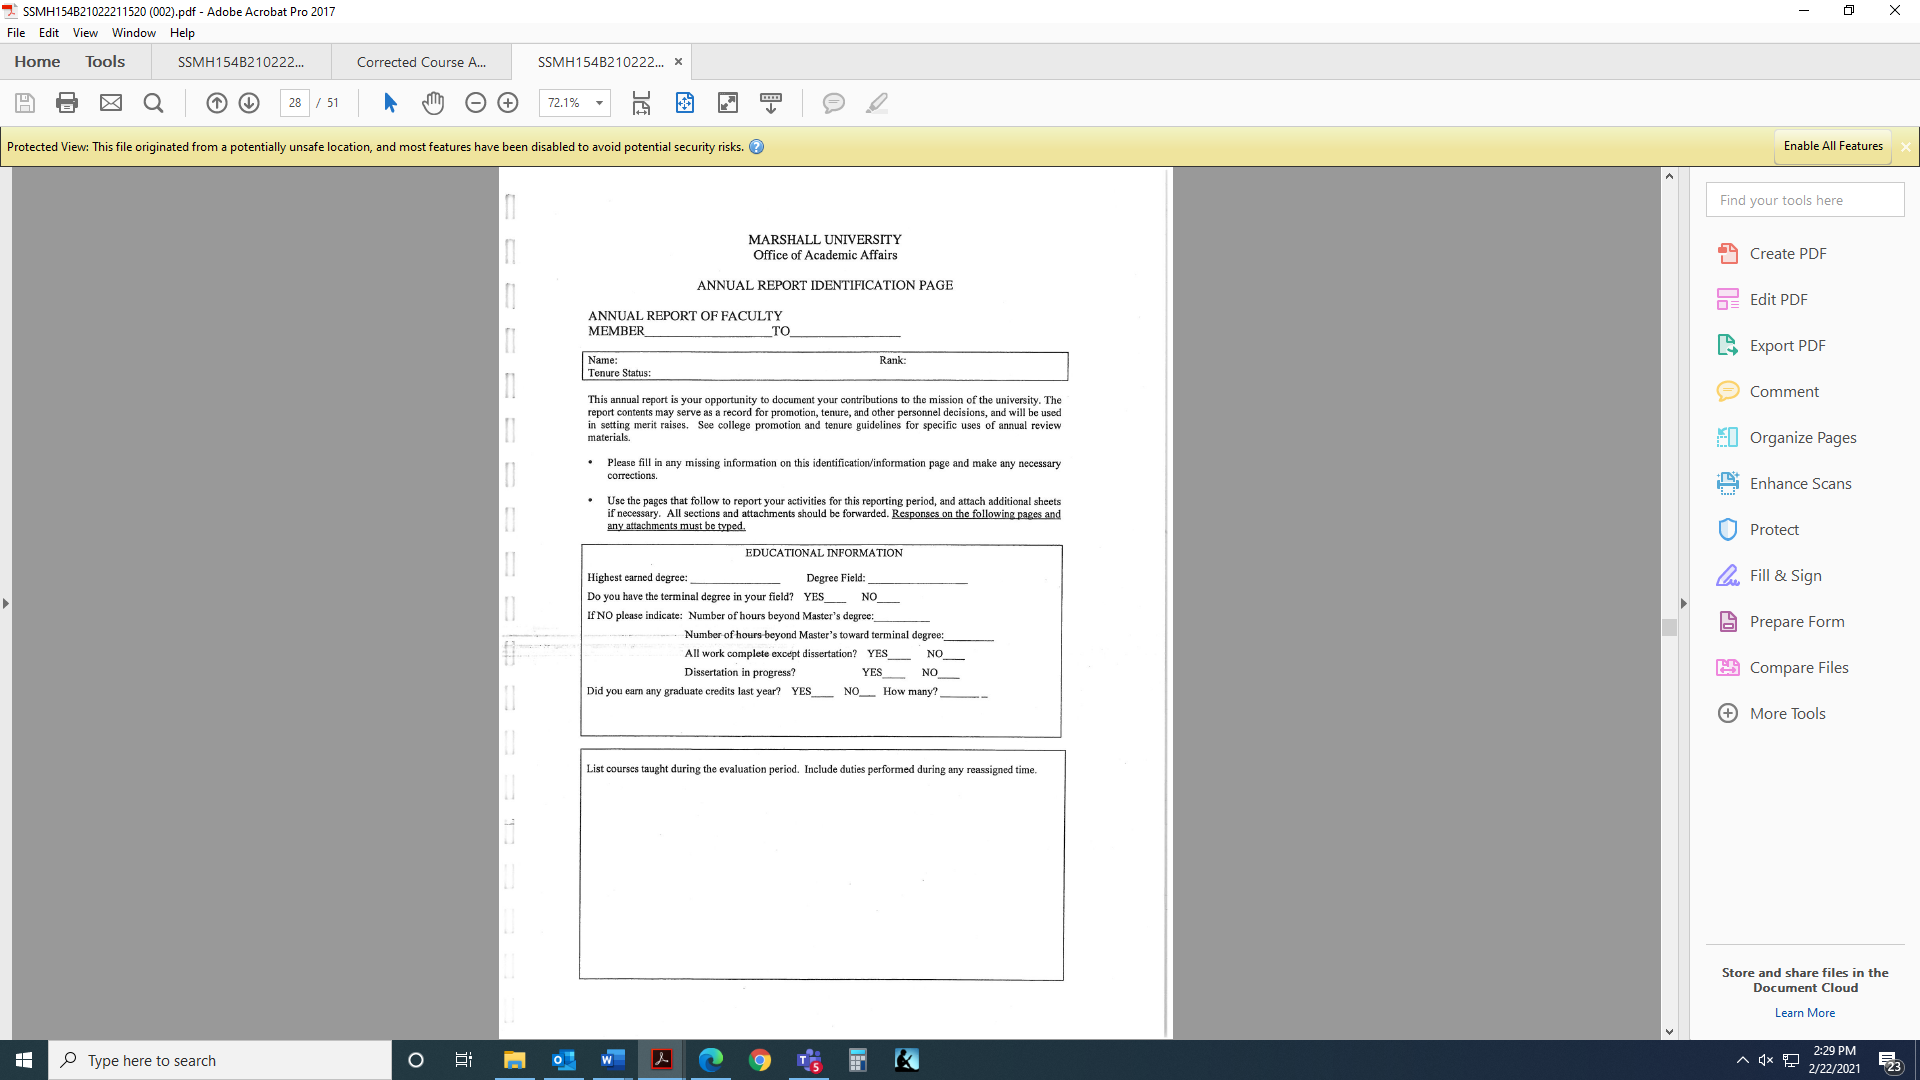 SSMH154B21022211520 (002).pdf - Adobe Acrobat Pro 2017
File Edit View Window Help
Home Tools SSMH154B210222... Corrected Course A... SSMH154B210222...
28 / 51 72.1%
Protected View: This file originated from a potentially unsafe location, and most features have been disabled to avoid potential security risks. Enable All Features
Find your tools here
Create PDF
Edit PDF
Export PDF
Comment
Organize Pages
Enhance Scans
Protect
Fill & Sign
Prepare Form
Compare Files
More Tools
Store and share files in the
Document Cloud
Learn More
MARSHALL UNIVERSITY
Office of Academic Affairs
ANNUAL REPORT IDENTIFICATION PAGE
ANNUAL REPORT OF FACULTY
MEMBER____________________TO_________________
Name: Rank:
Tenure Status:
This annual report is your opportunity to document your contributions to the mission of the university. The
report contents may serve as a record for promotion, tenure, and other personnel decisions, and will be used
in setting merit raises. See college promotion and tenure guidelines for specific uses of annual review
materials.
• Please fill in any missing information on this identification/information page and make any necessary
corrections.
• Use the pages that follow to report your activities for this reporting period, and attach additional sheets
if necessary. All sections and attachments should be forwarded. Responses on the following pages and
any attachments must be typed.
EDUCATIONAL INFORMATION
Highest earned degree: ________________ Degree Field: __________________
Do you have the terminal degree in your field? YES____ NO____
If NO please indicate: Number of hours beyond Master's degree:__________
Number of hours beyond Master's toward terminal degree:_________
All work complete except dissertation? YES____ NO____
Dissertation in progress? YES____ NO____
Did you earn any graduate credits last year? YES____ NO___ How many? _______ _
List courses taught during the evaluation period. Include duties performed during any reassigned time.
Type here to search
5
2:29 PM
2/22/2021
23